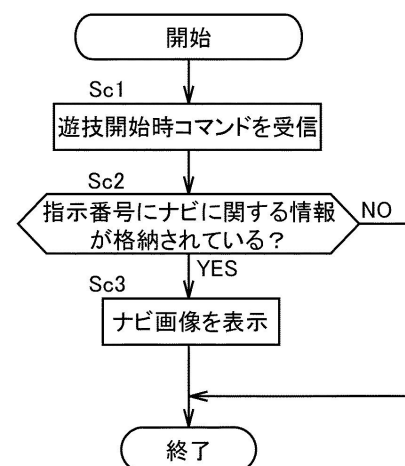 開始
Sc1
遊技開始時コマンドを受信
Sc2
指示番号にナビに関する情報
が格納されている?
NO
YES
Sc3
ナビ画像を表示
終了